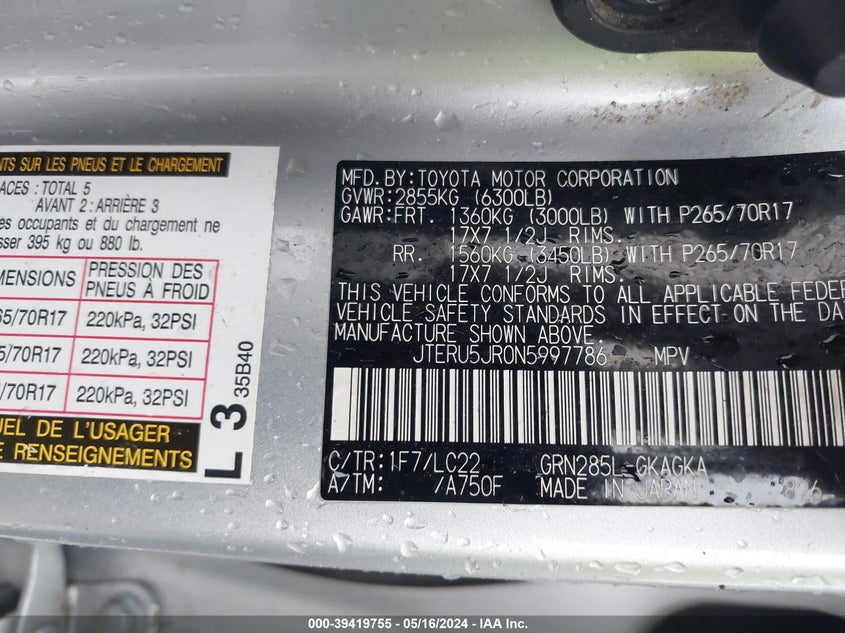 NTS SUR LES PNEUS ET LE CHARGEMENT
ACES : TOTAL 5
AVANT 2 : ARRIÈRE 3
es occupants et du chargement ne
sser 395 kg ou 880 lb.
MENSIONS PRESSION DES PNEUS À FROID
65/70R17 220kPa, 32PSI
5/70R17 220kPa, 32PSI
/70R17 220kPa, 32PSI
UEL DE L'USAGER
E RENSEIGNEMENTS
L 3 35B40
MFD.BY:TOYOTA MOTOR CORPORATION
GVWR:2855KG (6300LB)
GAWR:FRT. 1360KG (3000LB) WITH P265/70R17
17X7 1/2J RIMS.
RR. 1560KG (3450LB) WITH P265/70R17
17X7 1/2J RIMS.
THIS VEHICLE CONFORMS TO ALL APPLICABLE FEDER
VEHICLE SAFETY STANDARDS IN EFFECT ON THE DA
MANUFACTURE SHOWN ABOVE.
JTERU5JR0N5997786 MPV
C/TR:1F7/LC22 GRN285L-GKAGKA
A/TM: /A750F MADE IN JAPAN 826
000-39419755 - 05/16/2024 - IAA Inc.